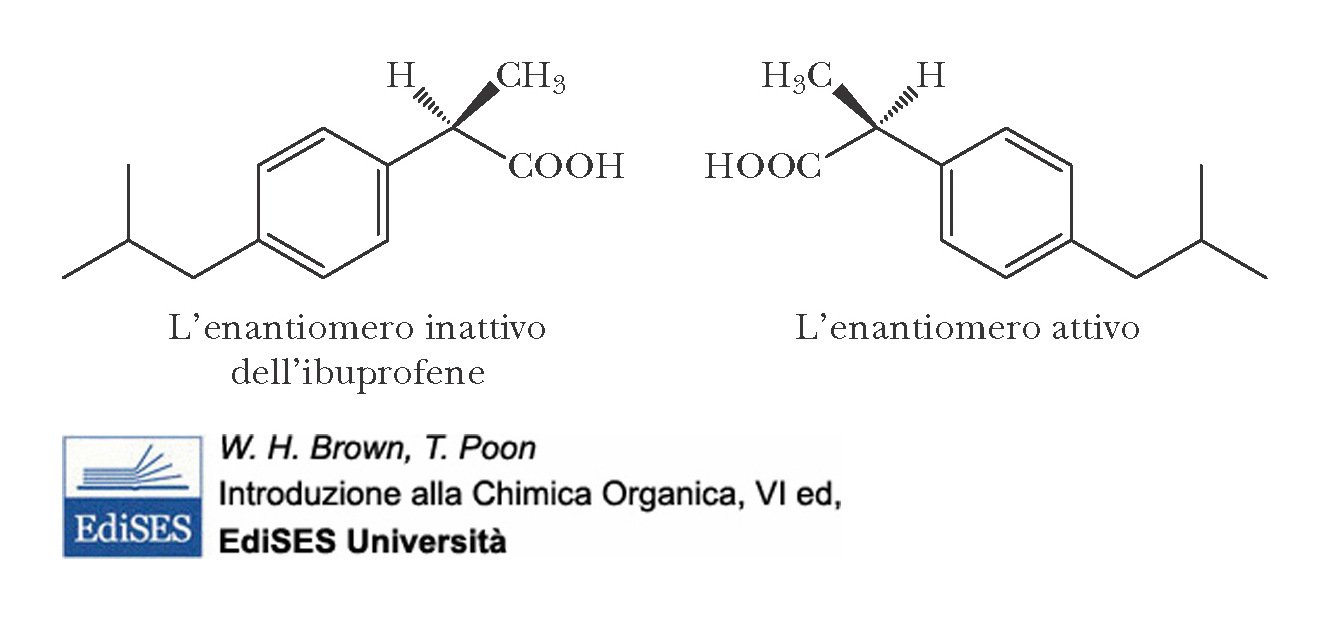 H CH₃ H₃C H
COOH HOOC
L'enantiomero inattivo
dell'ibuprofene
L'enantiomero attivo
EdiSES
W. H. Brown, T. Poon
Introduzione alla Chimica Organica, VI ed,
EdiSES Università